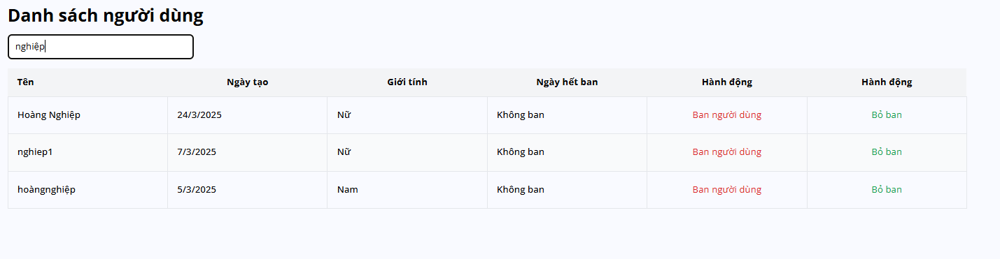 Danh sách người dùng
nghiệp
Tên Ngày tạo Giới tính Ngày hết ban Hành động Hành động
Hoàng Nghiệp 24/3/2025 Nữ Không ban Ban người dùng Bỏ ban
nghiep1 7/3/2025 Nữ Không ban Ban người dùng Bỏ ban
hoàngnghiệp 5/3/2025 Nam Không ban Ban người dùng Bỏ ban